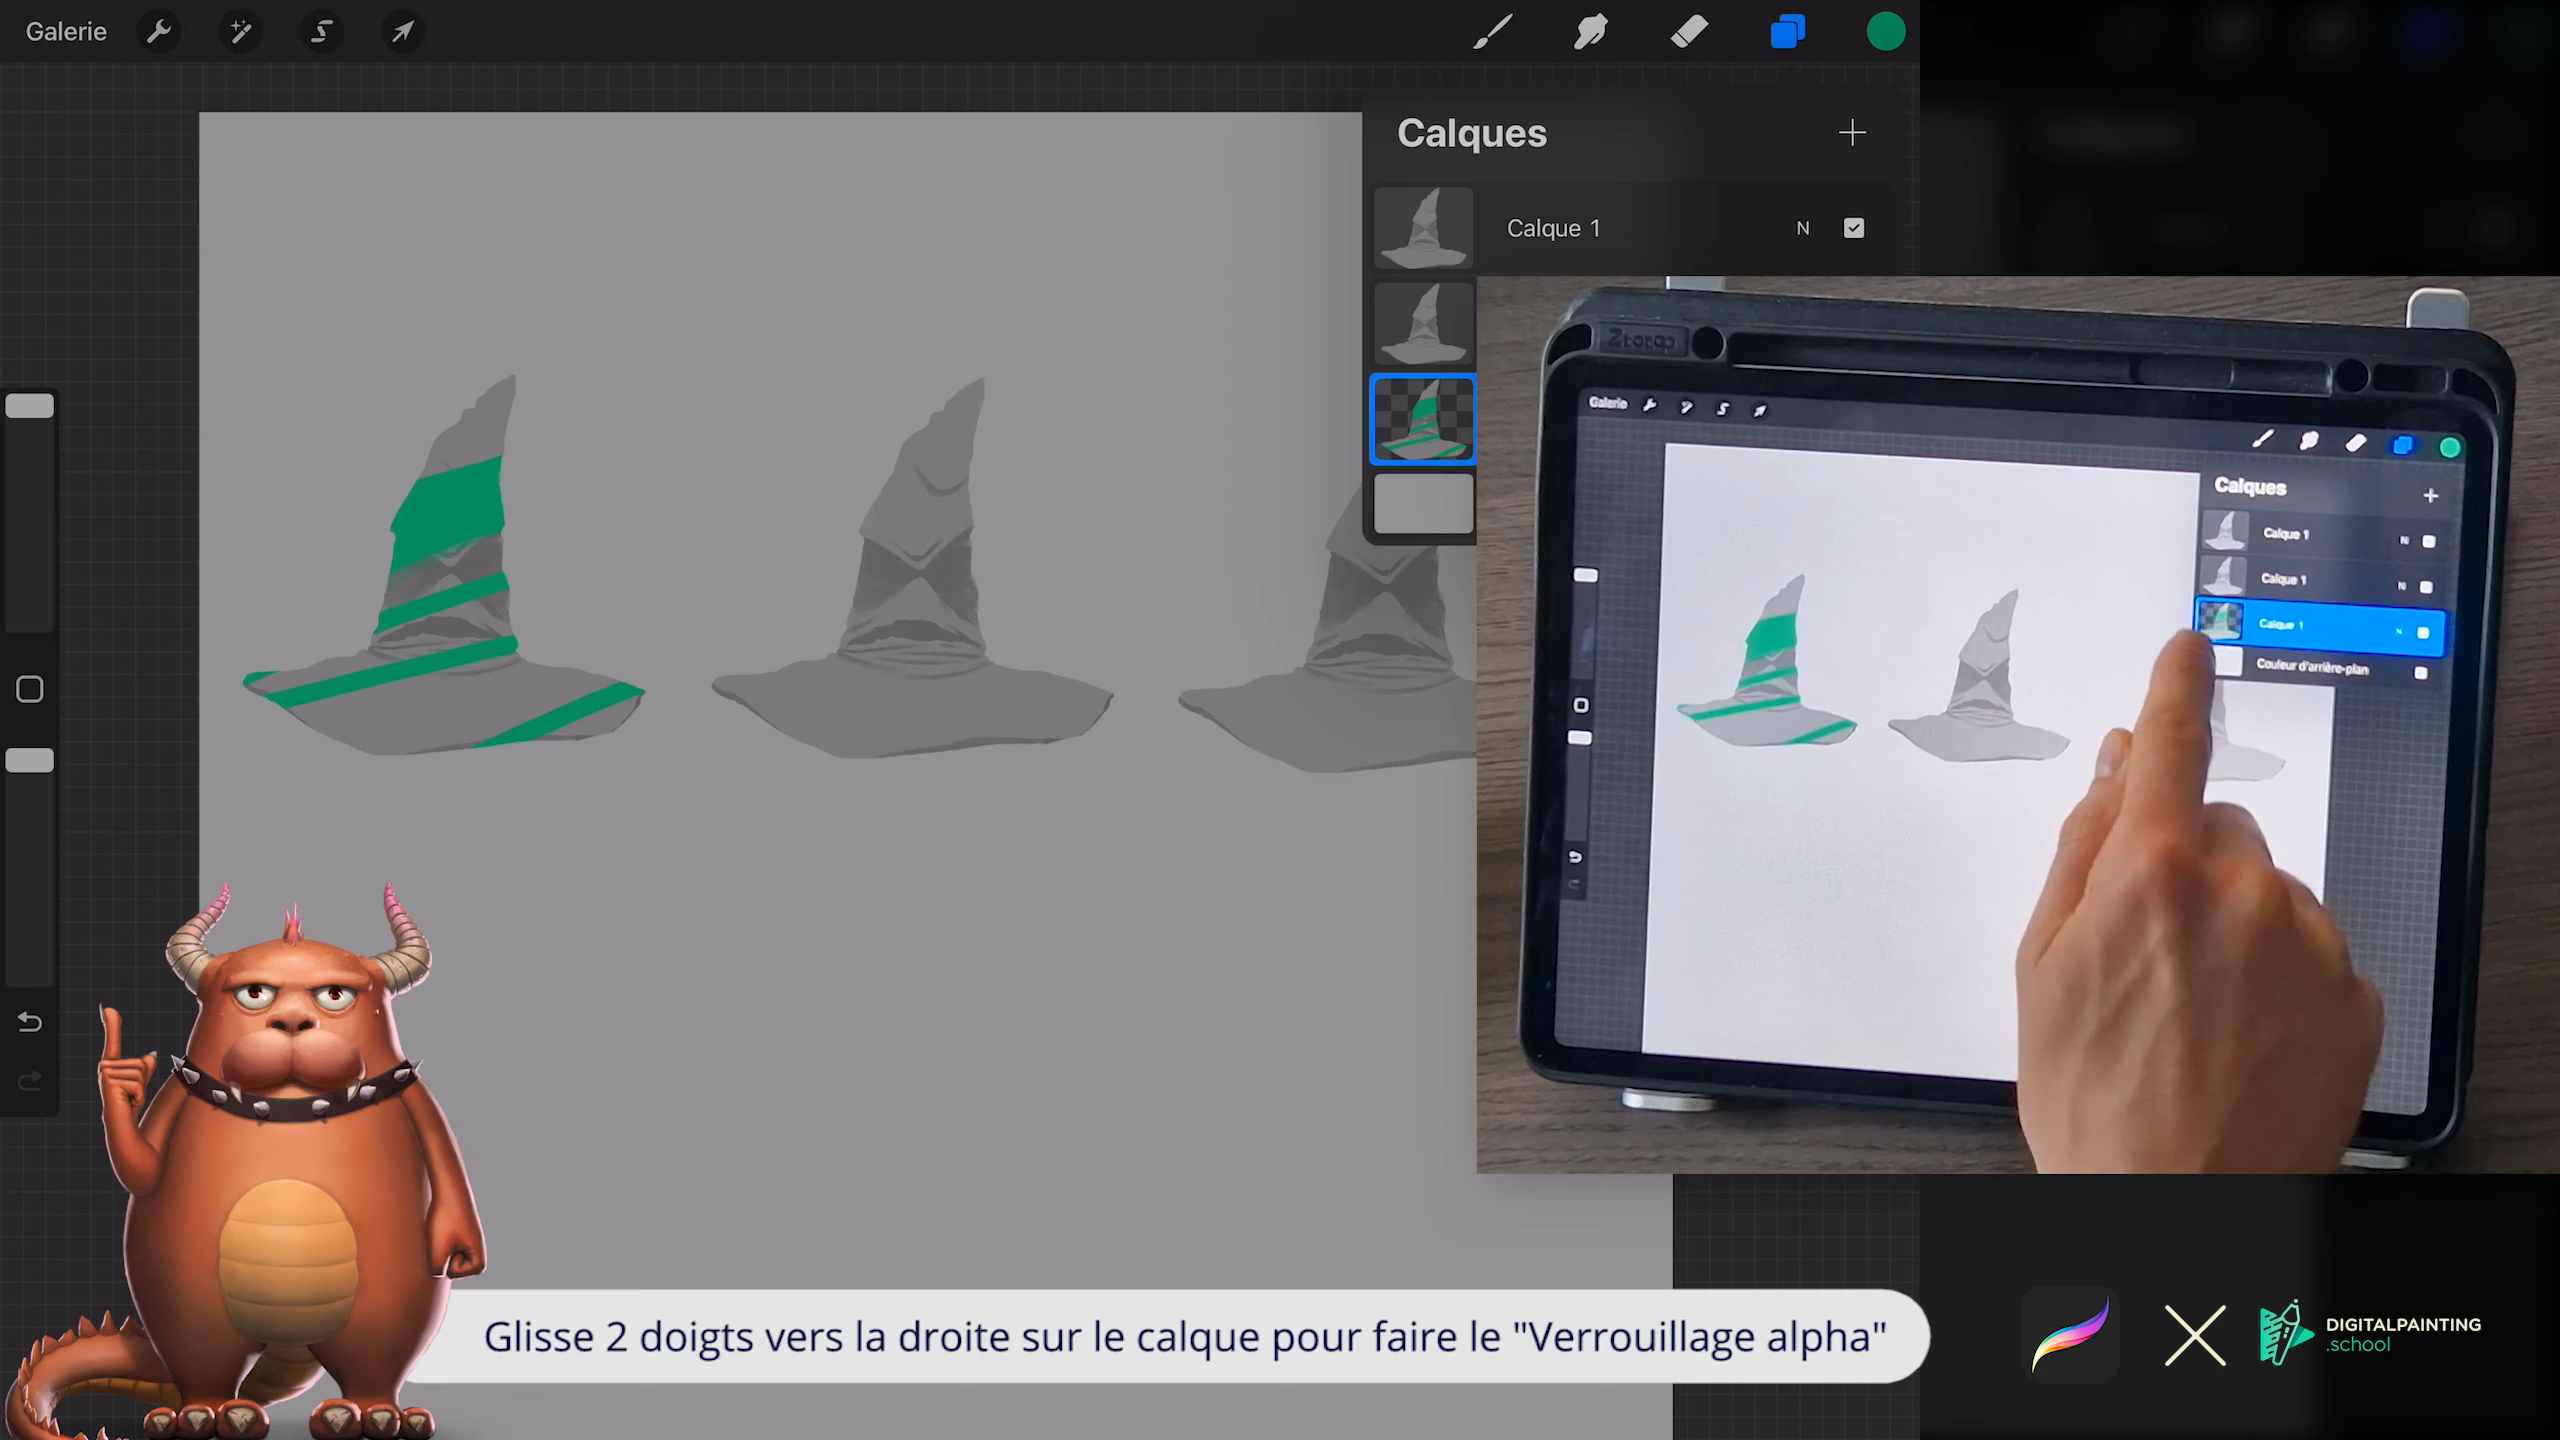 Galerie
Calques
Calque 1
N
Galerie
Calques
Calque 1
N
Calque 1
N
Calque 1
N
Couleur d'arrière-plan
Glisse 2 doigts vers la droite sur le calque pour faire le "Verrouillage alpha"
DIGITALPAINTING
.school